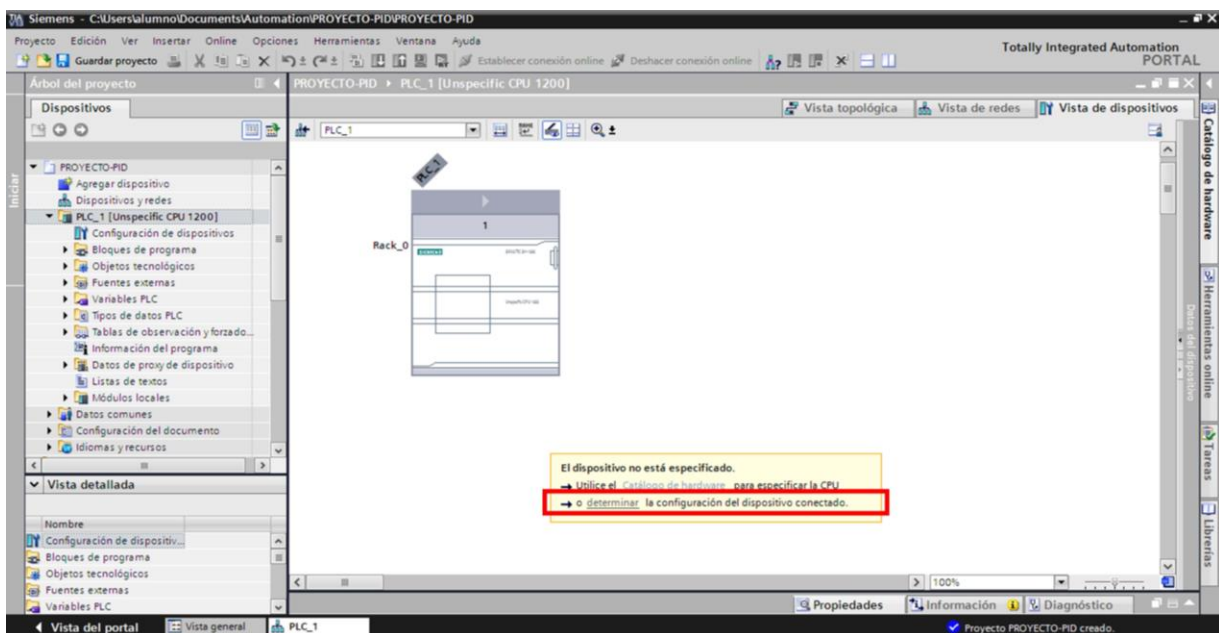 Siemens - C:\Users\alumno\Documents\Automation\PROYECTO-PID\PROYECTO-PID
Proyecto Edición Ver Insertar Online Opciones Herramientas Ventana Ayuda
Totally Integrated Automation
PORTAL
Guardar proyecto
Establecer conexión online
Deshacer conexión online
Árbol del proyecto
PROYECTO-PID PLC_1 [Unspecific CPU 1200]
Dispositivos
Vista topológica
Vista de redes
Vista de dispositivos
PLC_1
Iniciar
PROYECTO-PID
Agregar dispositivo
Dispositivos y redes
PLC_1 [Unspecific CPU 1200]
Configuración de dispositivos
Bloques de programa
Objetos tecnológicos
Fuentes externas
Variables PLC
Tipos de datos PLC
Tablas de observación y forzado...
Información del programa
Datos de proxy de dispositivo
Listas de textos
Módulos locales
Datos comunes
Configuración del documento
Idiomas y recursos
Vista detallada
Nombre
Configuración de dispositiv...
Bloques de programa
Objetos tecnológicos
Fuentes externas
Variables PLC
PLC_1
1
Rack_0
SIEMENS
El dispositivo no está especificado.
Utilice el Catálogo de hardware para especificar la CPU
o determinar la configuración del dispositivo conectado.
100%
Datos del dispositivo
Catálogo de hardware
Herramientas online
Tareas
Librerías
Propiedades
Información
Diagnóstico
Vista del portal
Vista general
PLC_1
Proyecto PROYECTO-PID creado.